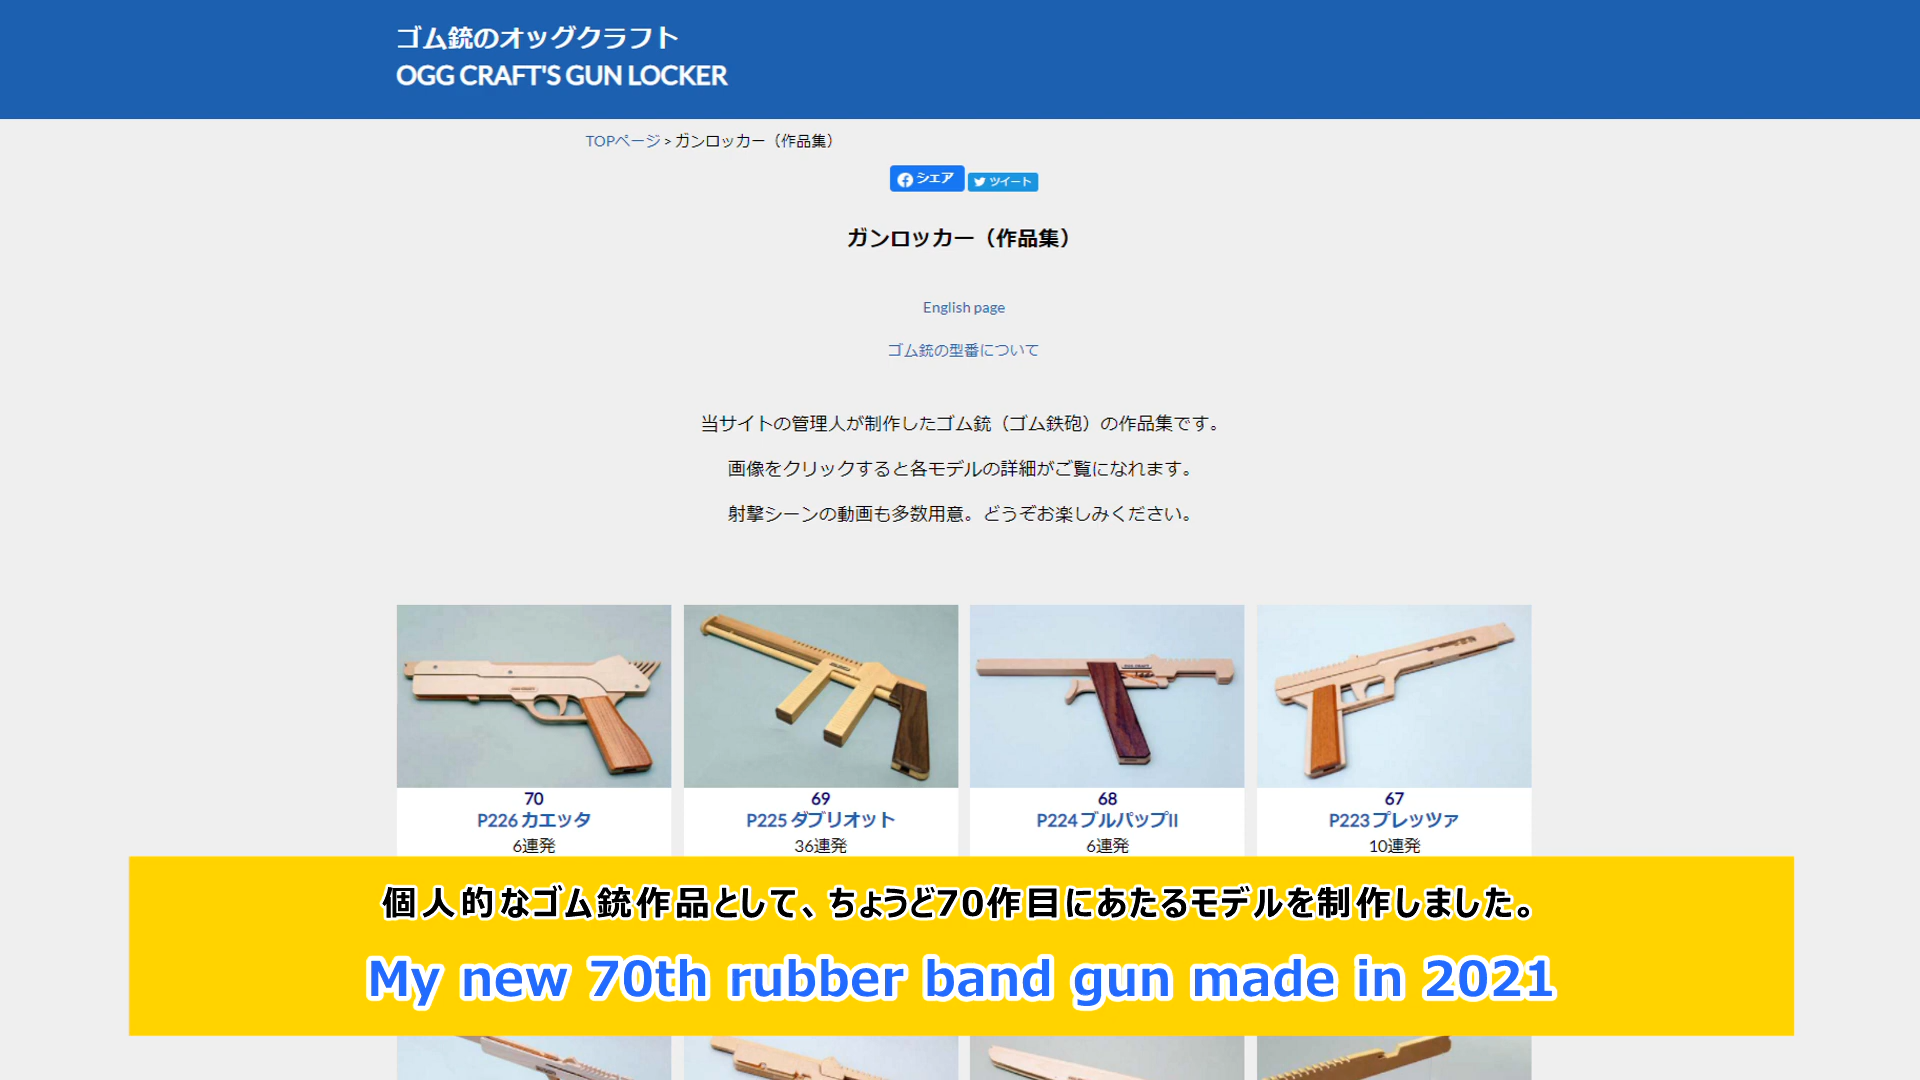 ゴム銃のオッグクラフト
OGG CRAFT'S GUN LOCKER
TOPページ > ガンロッカー（作品集）
シェア
ツイート
ガンロッカー（作品集）
English page
ゴム銃の型番について
当サイトの管理人が制作したゴム銃（ゴム鉄砲）の作品集です。
画像をクリックすると各モデルの詳細がご覧になれます。
射撃シーンの動画も多数用意。どうぞお楽しみください。
70
P226 カエッタ
6連発
69
P225 ダブリオット
36連発
68
P224 ブルパップII
6連発
67
P223 プレッツァ
10連発
個人的なゴム銃作品として、ちょうど70作目にあたるモデルを制作しました。
My new 70th rubber band gun made in 2021